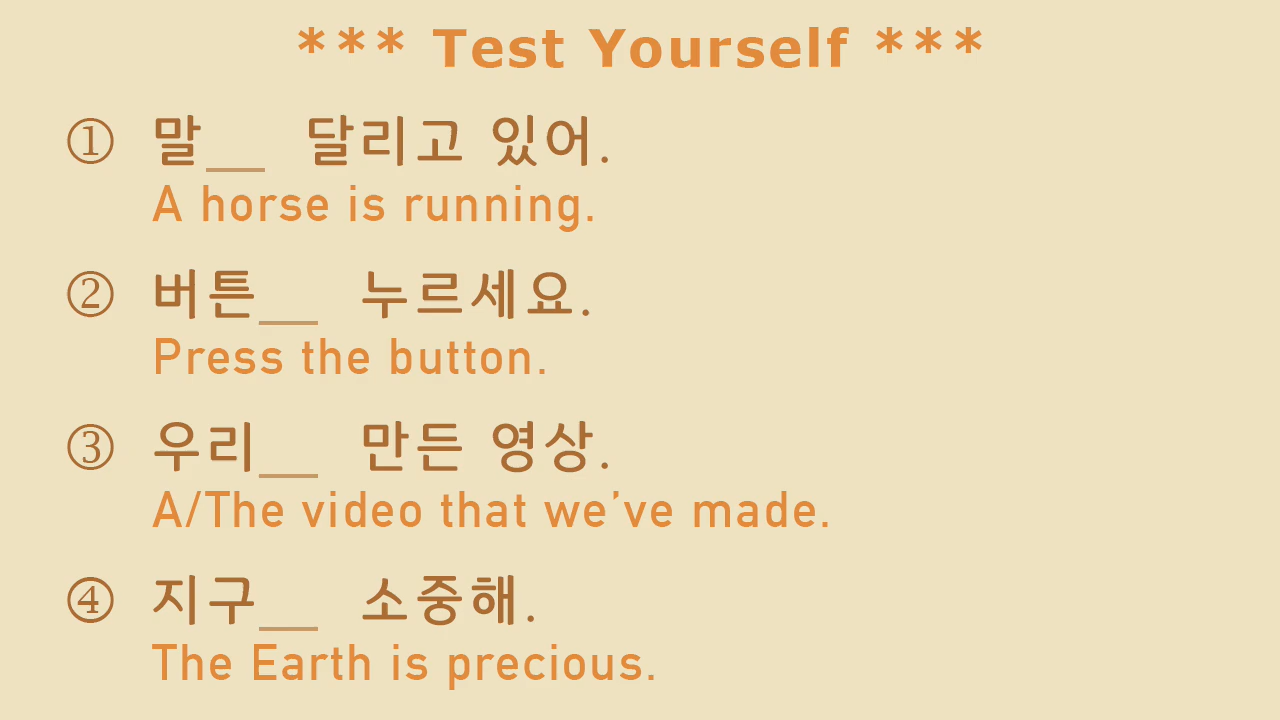 *** Test Yourself ***
① 말__ 달리고 있어.
A horse is running.
② 버튼__ 누르세요.
Press the button.
③ 우리__ 만든 영상.
A/The video that we’ve made.
④ 지구__ 소중해.
The Earth is precious.